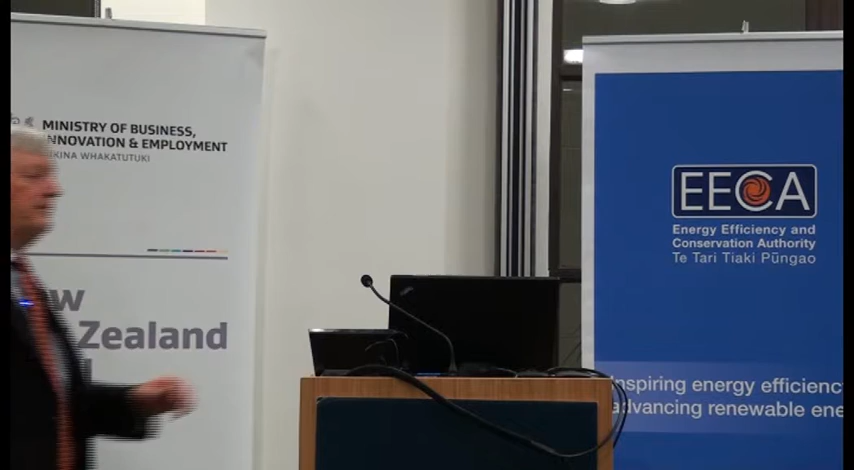 MINISTRY OF BUSINESS,
INNOVATION & EMPLOYMENT
HĪKINA WHAKATUTUKI
Zealand
EECA
Energy Efficiency and
Conservation Authority
Te Tari Tiaki Pūngao
inspiring energy efficienc
advancing renewable ene